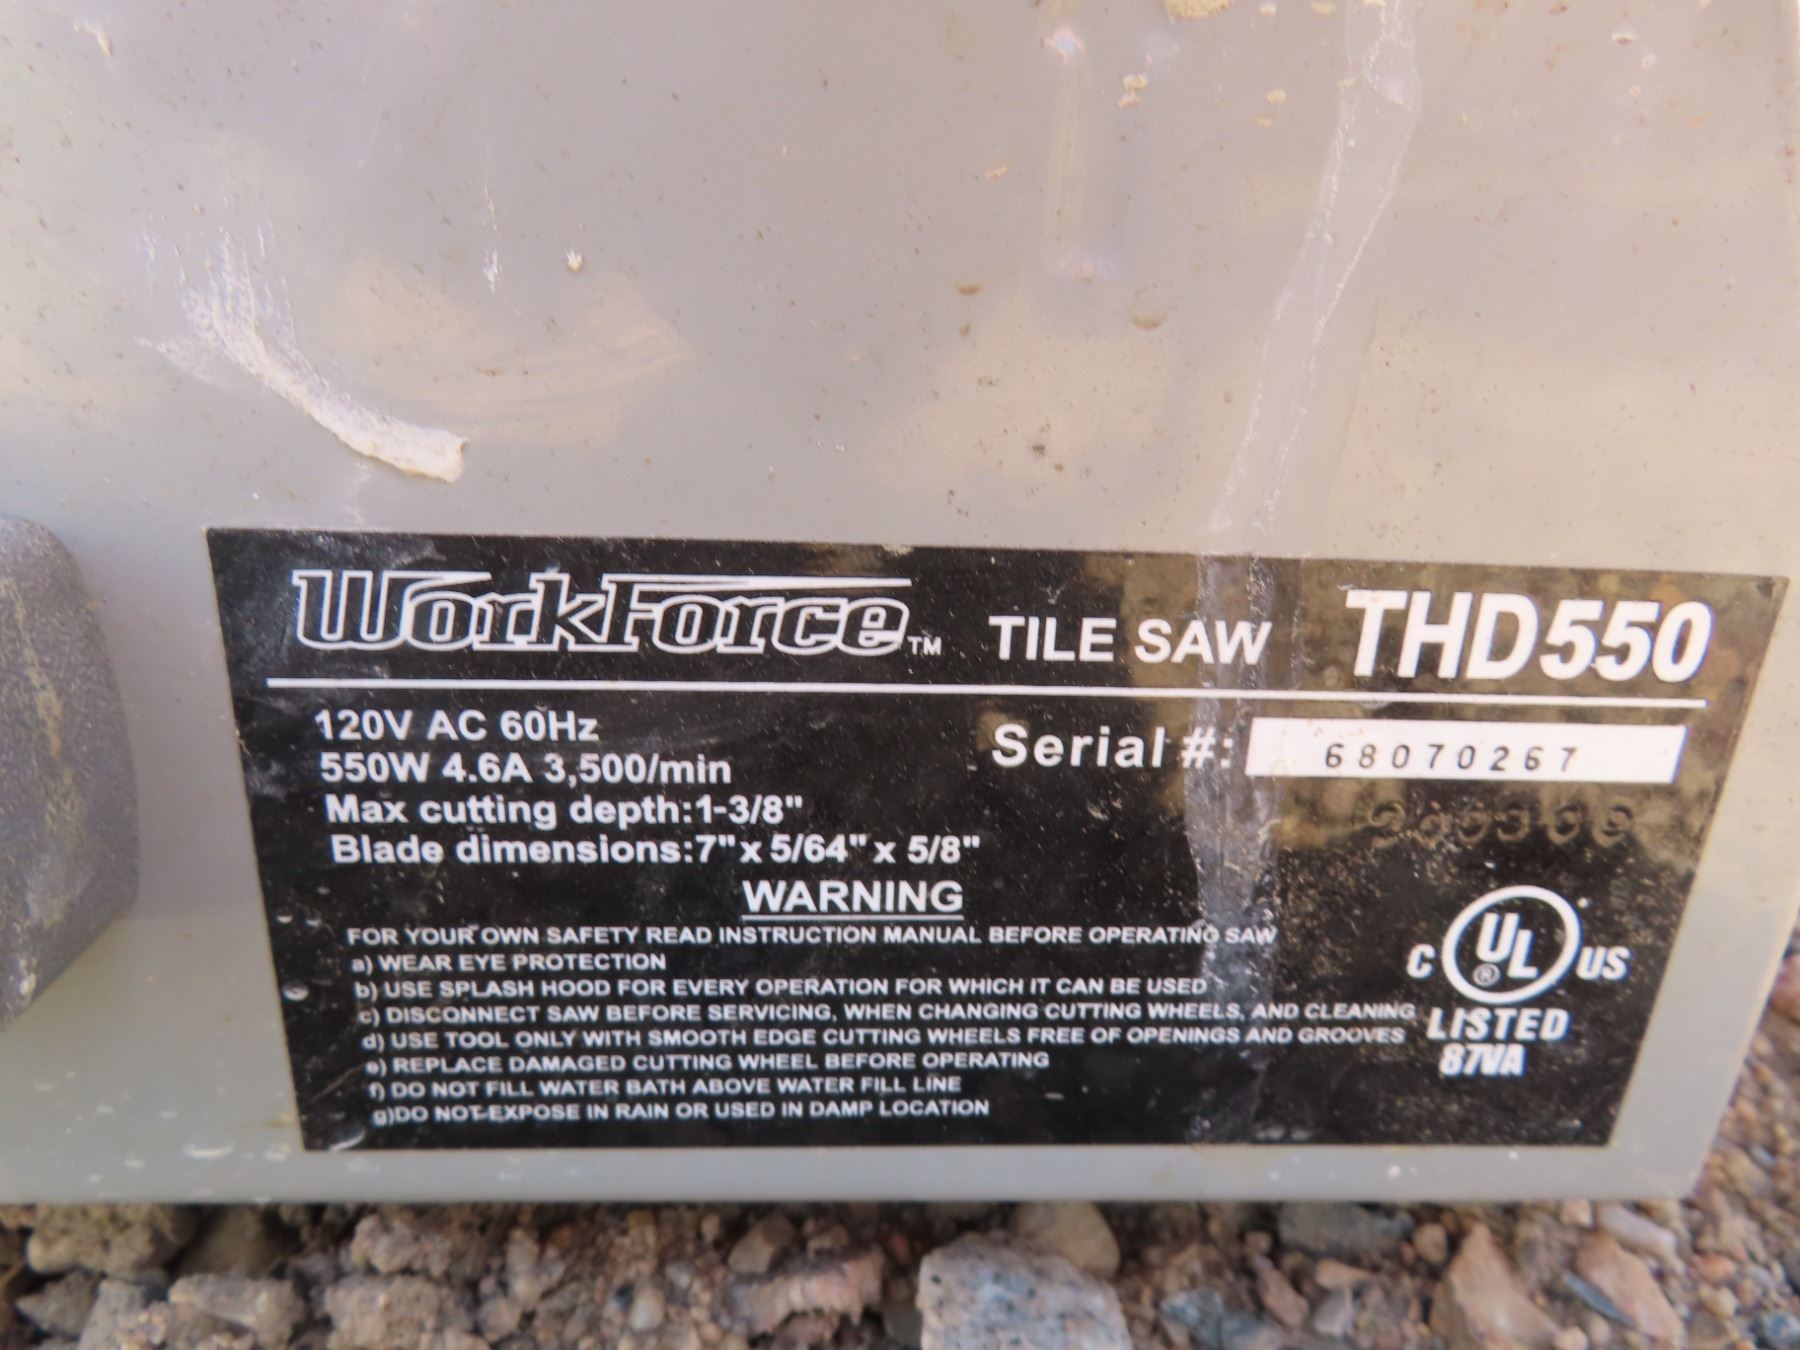 WorkForce™ TILE SAW THD550
120V AC 60Hz
Serial #: 68070267
550W 4.6A 3,500/min
Max cutting depth:1-3/8"
Blade dimensions:7" x 5/64" x 5/8"
WARNING
FOR YOUR OWN SAFETY READ INSTRUCTION MANUAL BEFORE OPERATING SAW
a) WEAR EYE PROTECTION
b) USE SPLASH HOOD FOR EVERY OPERATION FOR WHICH IT CAN BE USED
c) DISCONNECT SAW BEFORE SERVICING, WHEN CHANGING CUTTING WHEELS, AND CLEANING
d) USE TOOL ONLY WITH SMOOTH EDGE CUTTING WHEELS FREE OF OPENINGS AND GROOVES
e) REPLACE DAMAGED CUTTING WHEEL BEFORE OPERATING
f) DO NOT FILL WATER BATH ABOVE WATER FILL LINE
g)DO NOT EXPOSE IN RAIN OR USED IN DAMP LOCATION
C UL ® US
LISTED
87VA